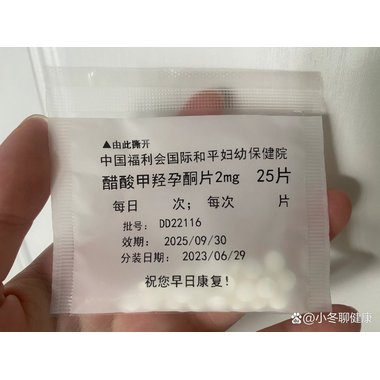 ▲由此撕开
中国福利会国际和平妇幼保健院
醋酸甲羟孕酮片2mg 25片
每日 次; 每次 片
批号: DD22116
效期: 2025/09/30
分装日期: 2023/06/29
祝您早日康复!
@小冬聊健康